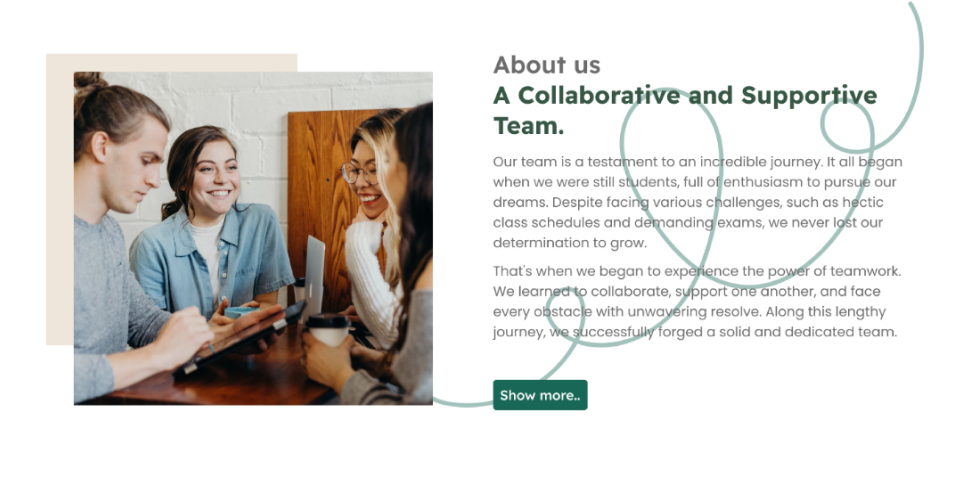 About us
A Collaborative and Supportive
Team.
Our team is a testament to an incredible journey. It all began
when we were still students, full of enthusiasm to pursue our
dreams. Despite facing various challenges, such as hectic
class schedules and demanding exams, we never lost our
determination to grow.
That's when we began to experience the power of teamwork.
We learned to collaborate, support one another, and face
every obstacle with unwavering resolve. Along this lengthy
journey, we successfully forged a solid and dedicated team.
Show more..